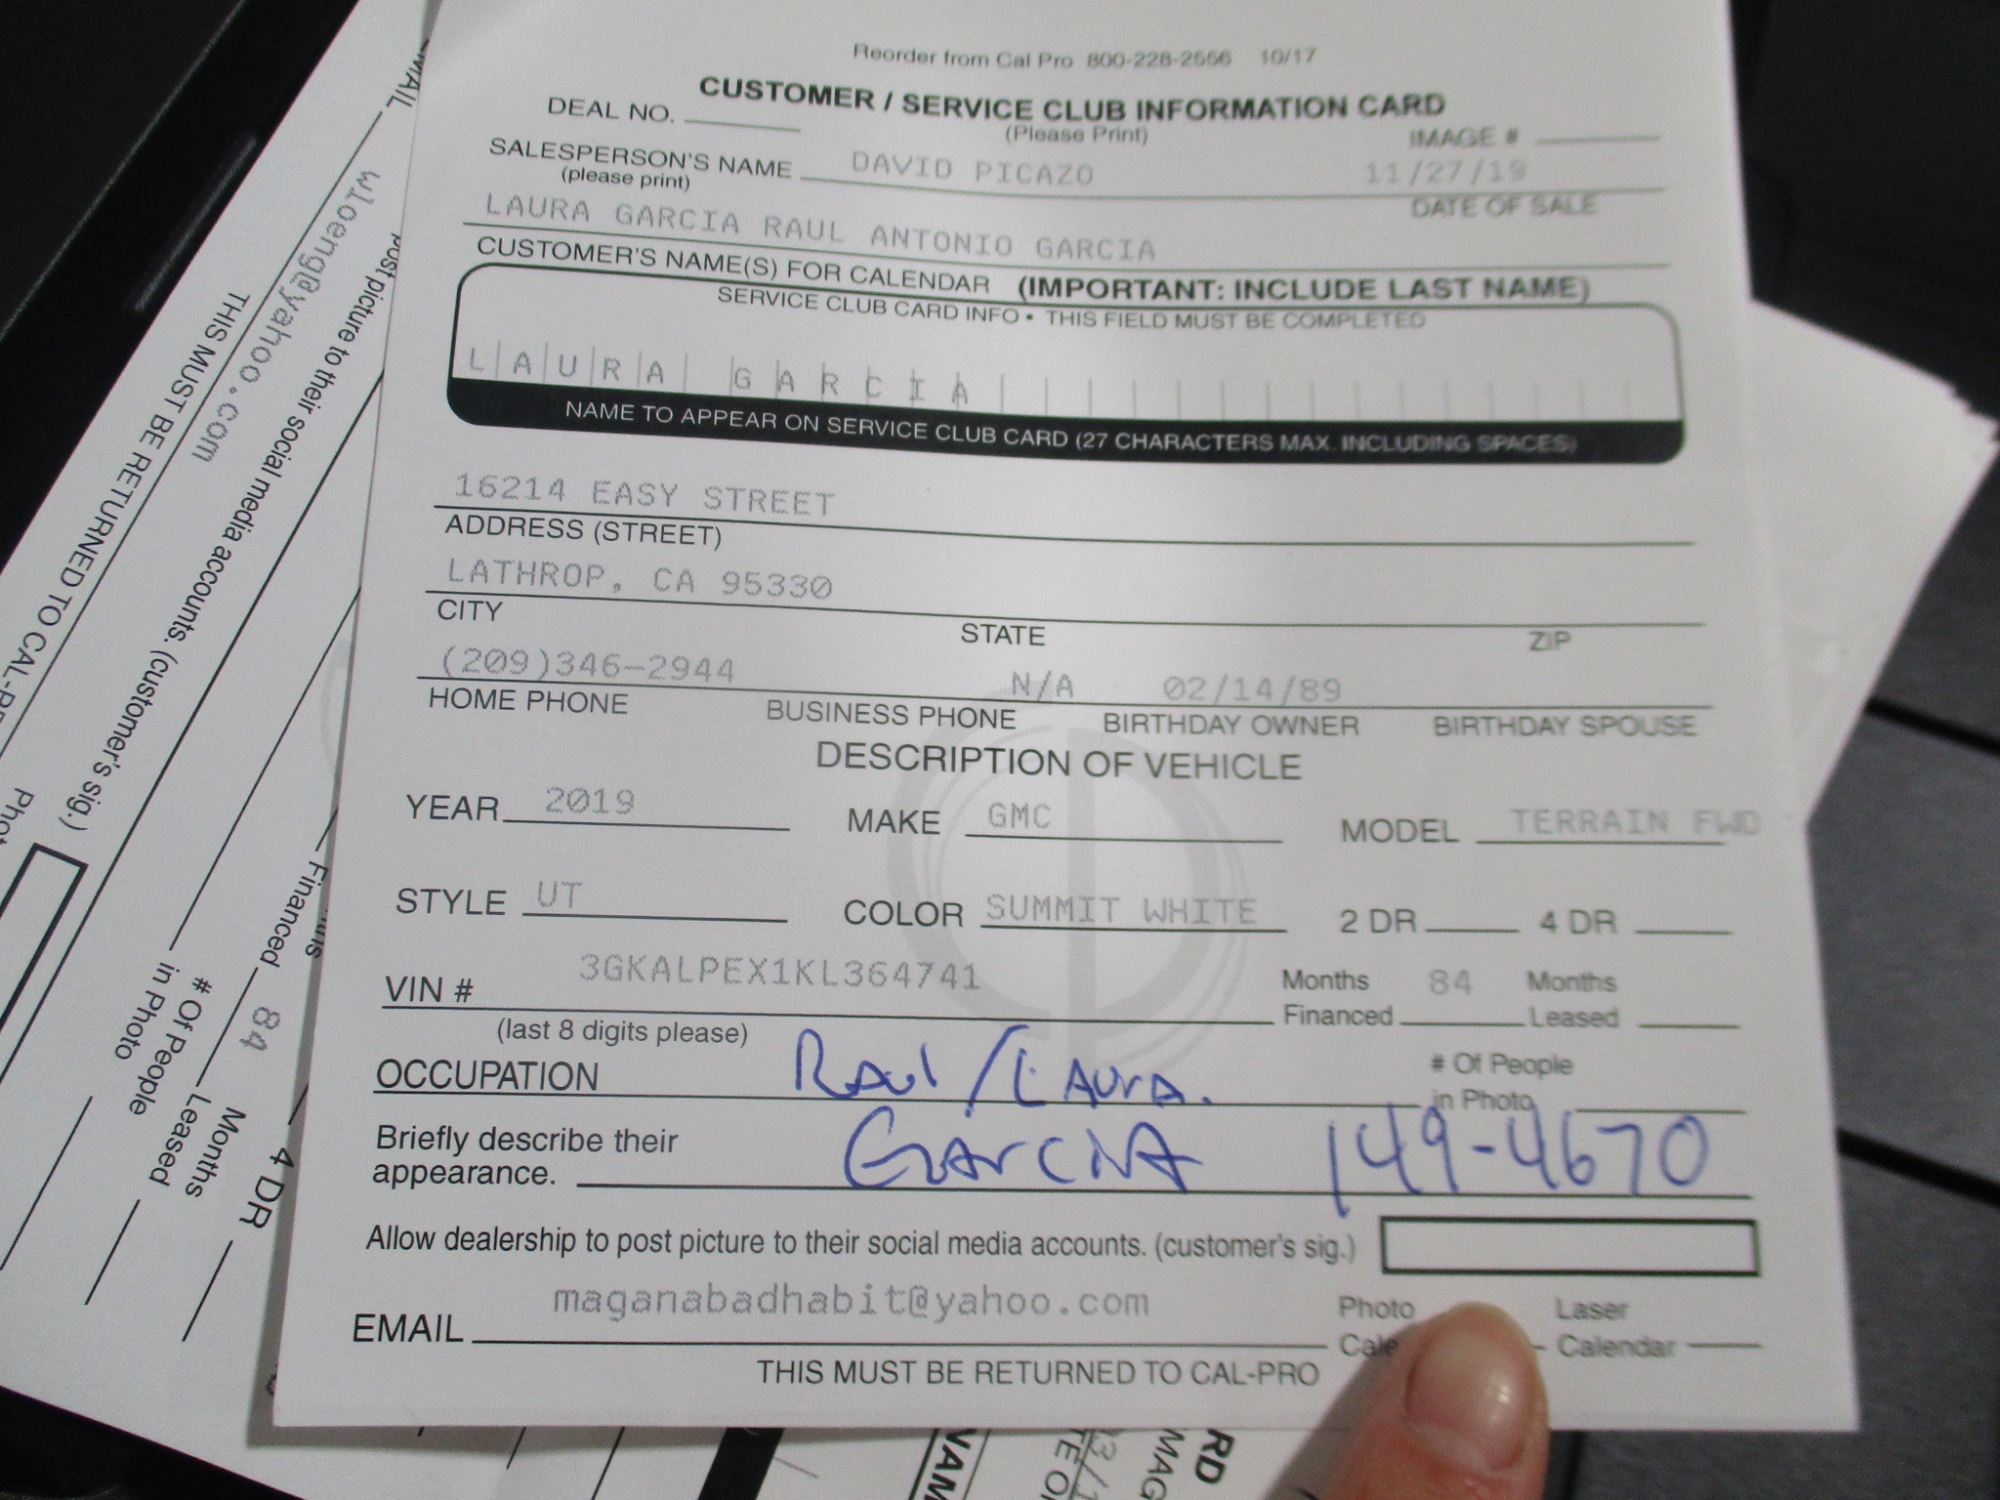 Reorder from Cal Pro 800-228-2556 10/17
CUSTOMER / SERVICE CLUB INFORMATION CARD
DEAL NO.
(Please Print)
IMAGE #
SALESPERSON'S NAME DAVID PICAZO 11/27/19
(please print)
DATE OF SALE
LAURA GARCIA RAUL ANTONIO GARCIA
CUSTOMER'S NAME(S) FOR CALENDAR (IMPORTANT: INCLUDE LAST NAME)
SERVICE CLUB CARD INFO • THIS FIELD MUST BE COMPLETED
LAURA GARCIA
NAME TO APPEAR ON SERVICE CLUB CARD (27 CHARACTERS MAX. INCLUDING SPACES)
16214 EASY STREET
ADDRESS (STREET)
LATHROP, CA 95330
CITY STATE ZIP
(209)346-2944 N/A 02/14/89
HOME PHONE BUSINESS PHONE BIRTHDAY OWNER BIRTHDAY SPOUSE
DESCRIPTION OF VEHICLE
YEAR 2019 MAKE GMC MODEL TERRAIN FWD
STYLE UT COLOR SUMMIT WHITE 2 DR 4 DR
VIN # 3GKALPEX1KL364741 Months Financed 84 Months Leased
(last 8 digits please)
OCCUPATION Raul / Laura. # Of People in Photo
Briefly describe their appearance. Garcia 149-4670
Allow dealership to post picture to their social media accounts. (customer's sig.)
EMAIL maganabadhabit@yahoo.com Photo Laser
Calendar
THIS MUST BE RETURNED TO CAL-PRO
wloeng@yahoo.com
THIS MUST BE RETURNED TO
post picture to their social media accounts. (customer's sig.)
Financed 84
Months
Leased
# Of People
in Photo
4 DR